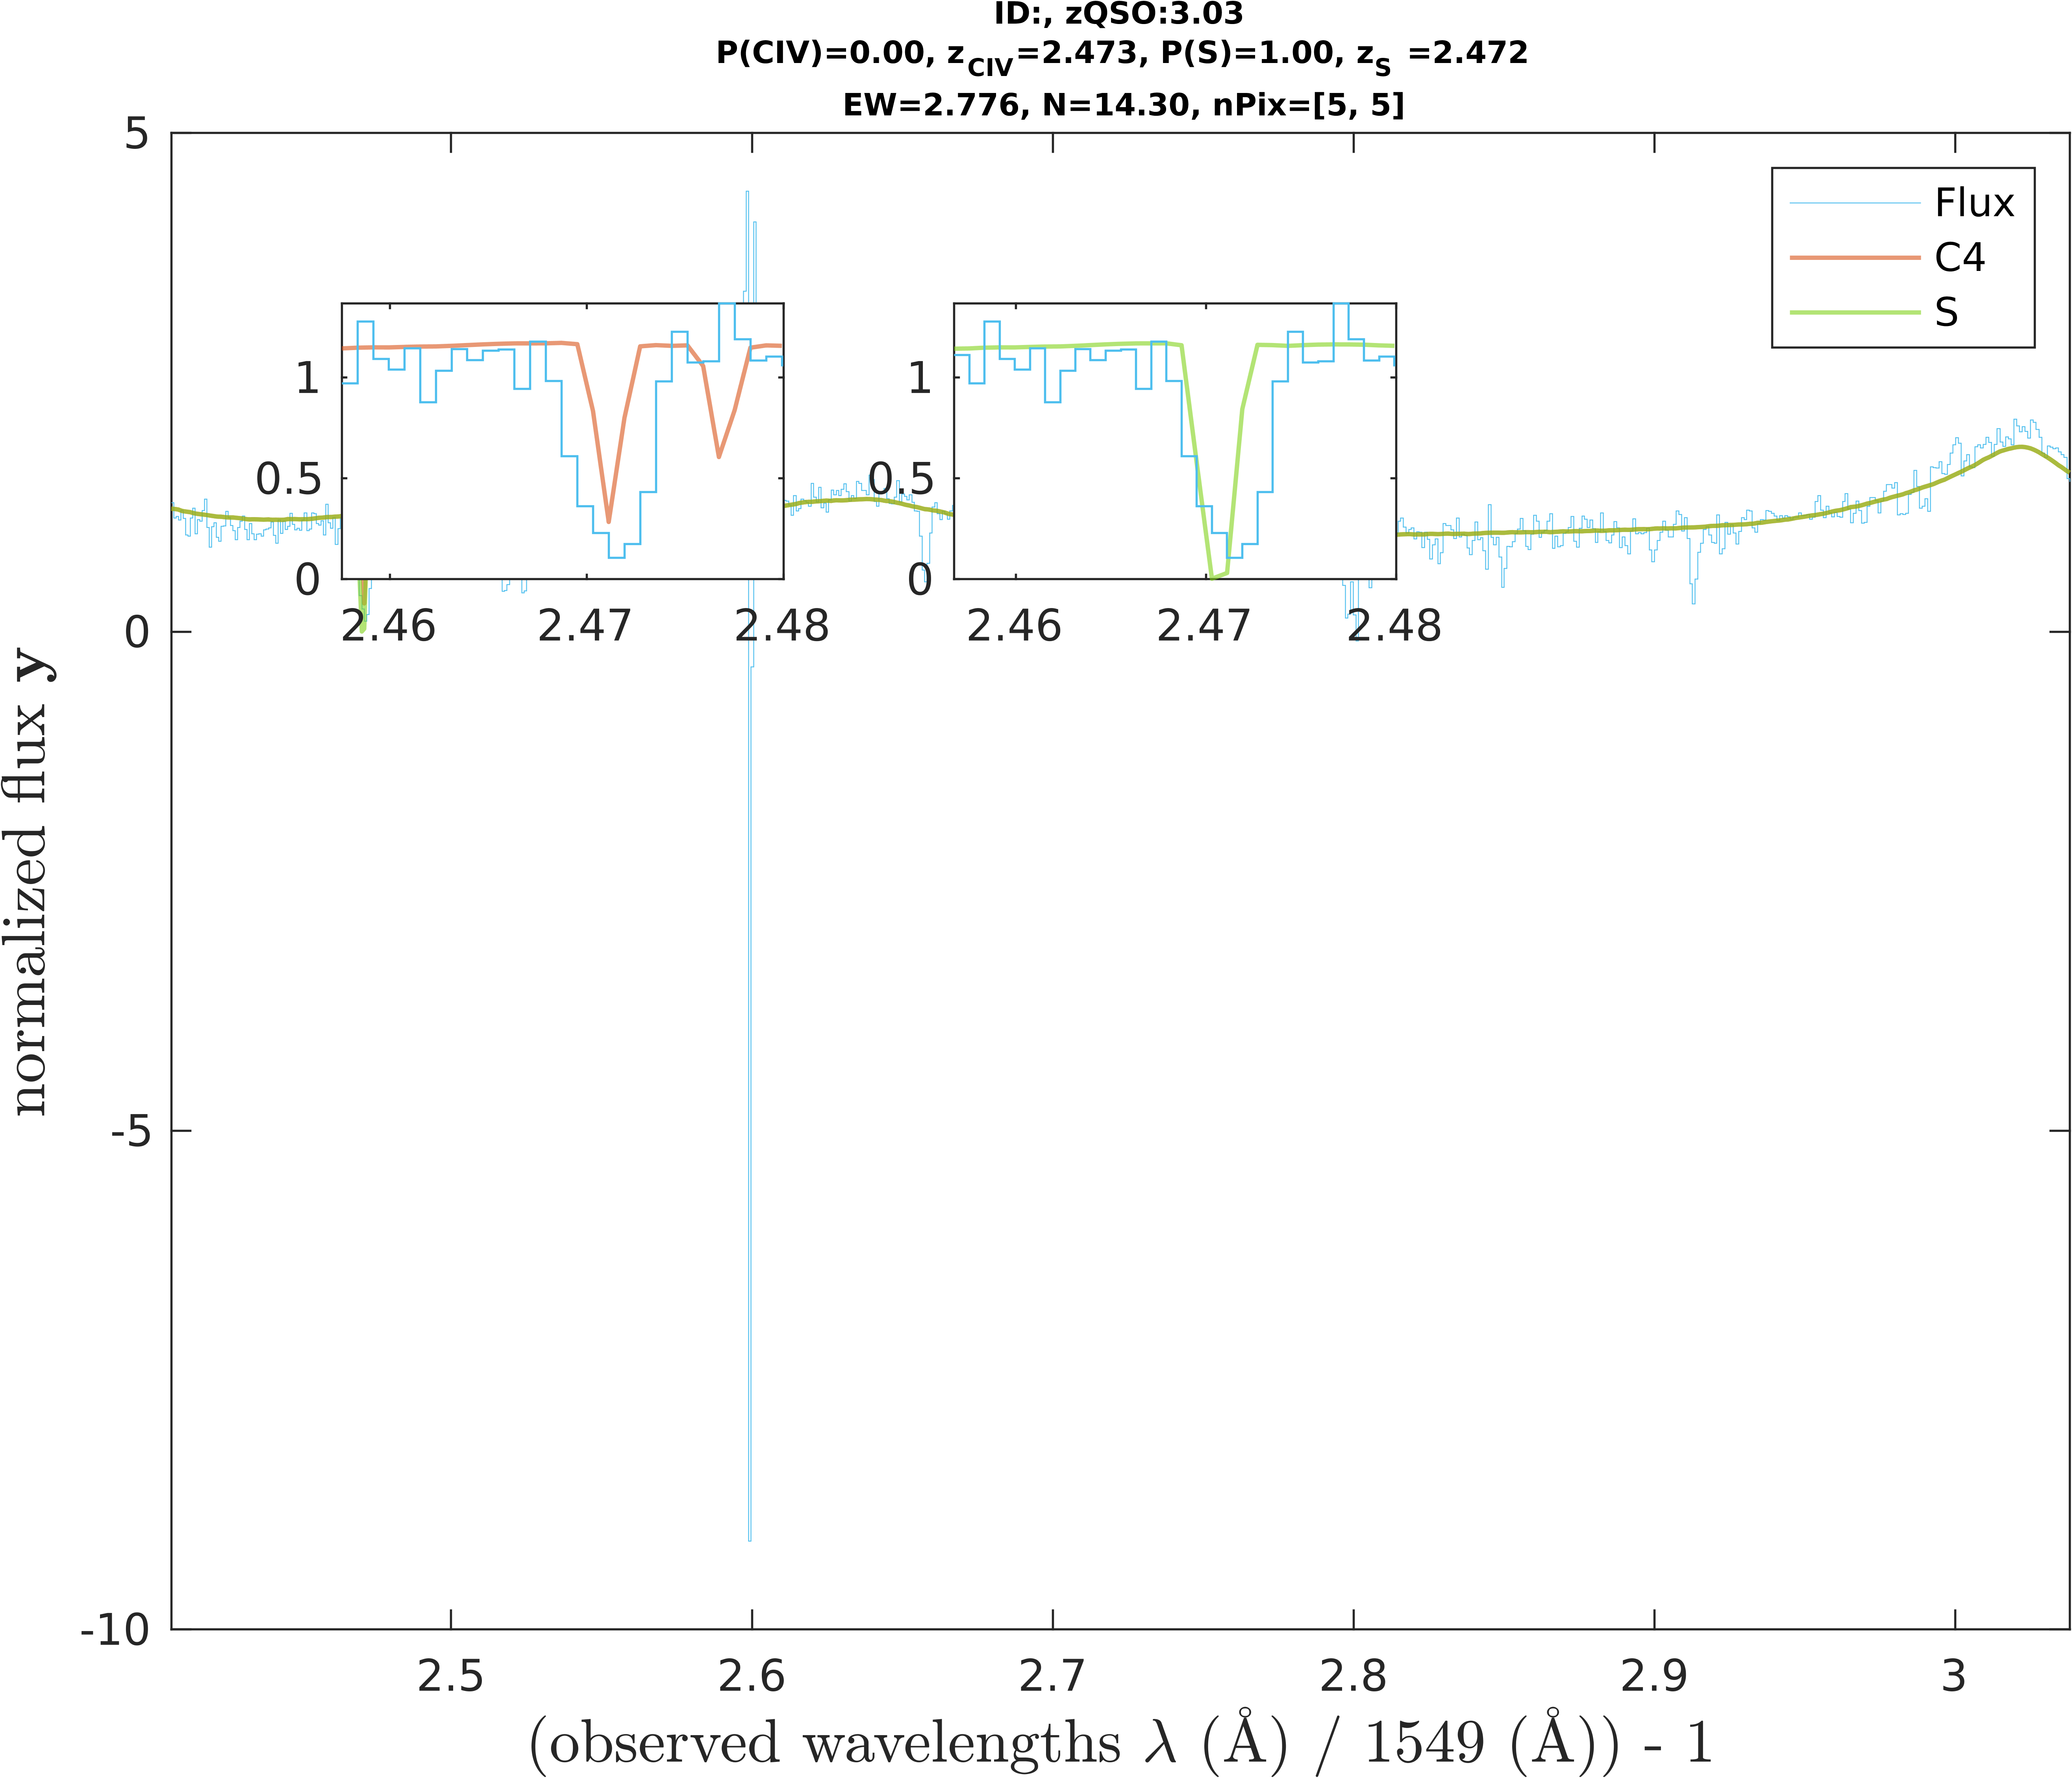 ID:, zQSO:3.03
P(CIV)=0.00, z_CIV=2.473, P(S)=1.00, z_S =2.472
EW=2.776, N=14.30, nPix=[5, 5]
5
0
-5
-10
normalized flux y
Flux
C4
S
1
0.5
0
2.46
2.47
2.48
1
0.5
0
2.46
2.47
2.48
2.5
2.6
2.7
2.8
2.9
3
(observed wavelengths λ (Å) / 1549 (Å)) - 1